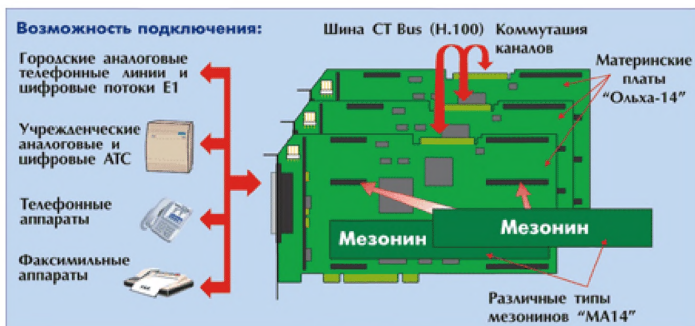 Возможность подключения:
Городские аналоговые
телефонные линии и
цифровые потоки Е1
Учрежденческие
аналоговые и
цифровые АТС
Телефонные
аппараты
Факсимильные
аппараты
Шина CT Bus (H.100)
Коммутация
каналов
Материнские
платы
"Ольха-14"
Мезонин
Мезонин
Различные типы
мезонинов "МА14"